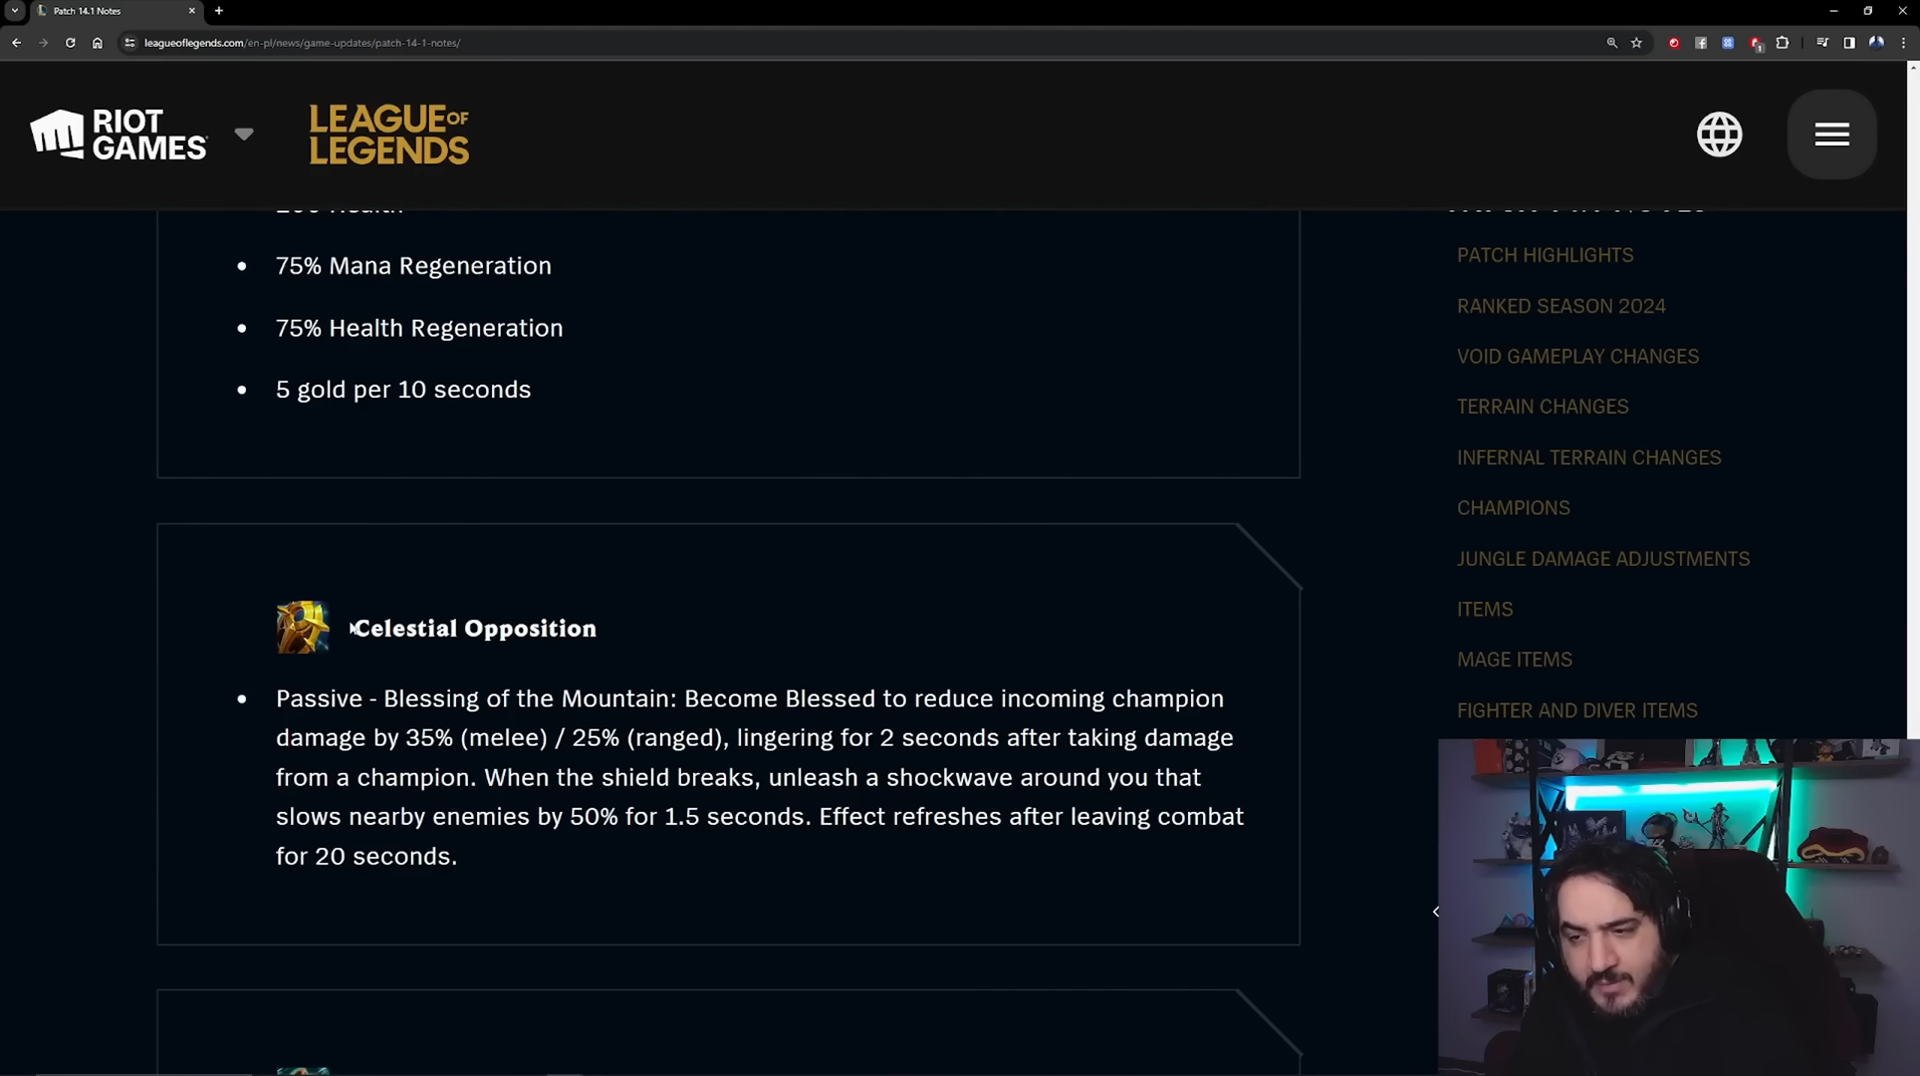 Patch 14.1 Notes
leagueoflegends.com/en-pl/news/game-updates/patch-14-1-notes/
RIOT
GAMES
LEAGUE OF
LEGENDS
75% Mana Regeneration
75% Health Regeneration
5 gold per 10 seconds
Celestial Opposition
Passive - Blessing of the Mountain: Become Blessed to reduce incoming champion
damage by 35% (melee) / 25% (ranged), lingering for 2 seconds after taking damage
from a champion. When the shield breaks, unleash a shockwave around you that
slows nearby enemies by 50% for 1.5 seconds. Effect refreshes after leaving combat
for 20 seconds.
PATCH HIGHLIGHTS
RANKED SEASON 2024
VOID GAMEPLAY CHANGES
TERRAIN CHANGES
INFERNAL TERRAIN CHANGES
CHAMPIONS
JUNGLE DAMAGE ADJUSTMENTS
ITEMS
MAGE ITEMS
FIGHTER AND DIVER ITEMS